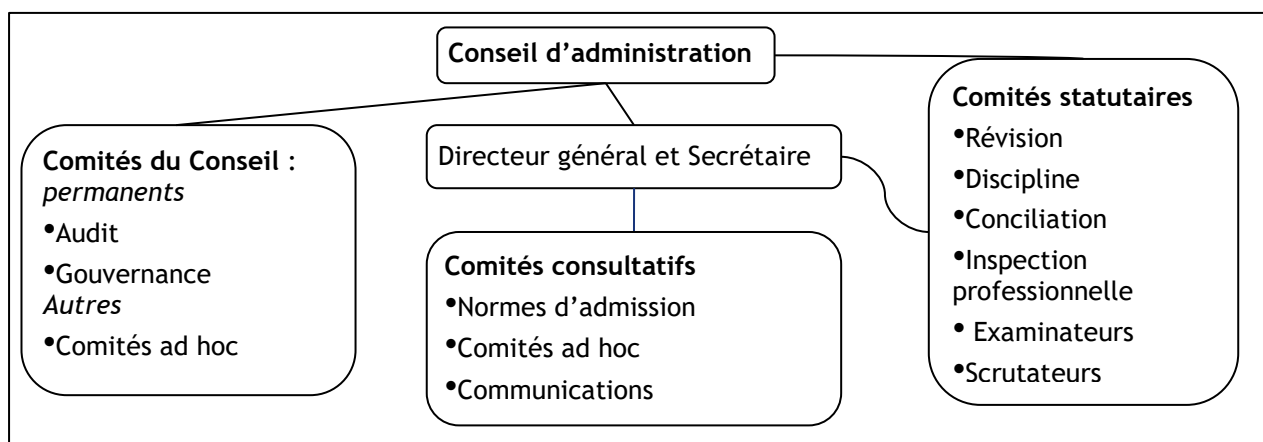 Conseil d’administration
Comités du Conseil :
permanents
•Audit
•Gouvernance
Autres
•Comités ad hoc
Directeur général et Secrétaire
Comités consultatifs
•Normes d’admission
•Comités ad hoc
•Communications
Comités statutaires
•Révision
•Discipline
•Conciliation
•Inspection
professionnelle
• Examinateurs
•Scrutateurs